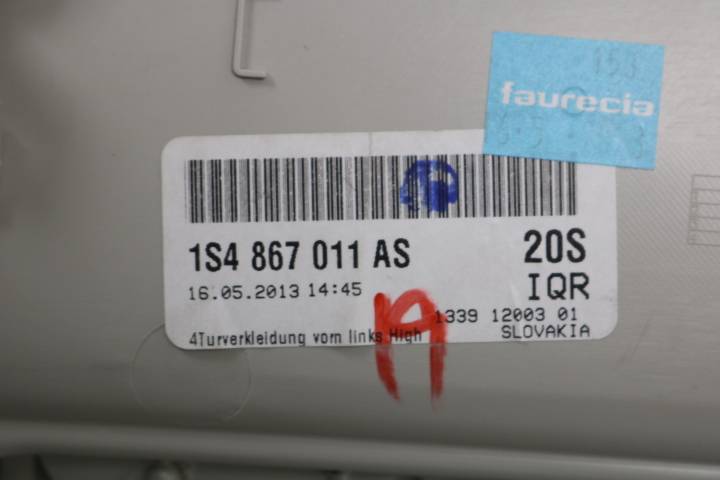 153
faurecia
1S4 867 011 AS
20S
16.05.2013 14:45
IQR
1339 12003 01
4Turverkleidung vorn links High
SLOVAKIA